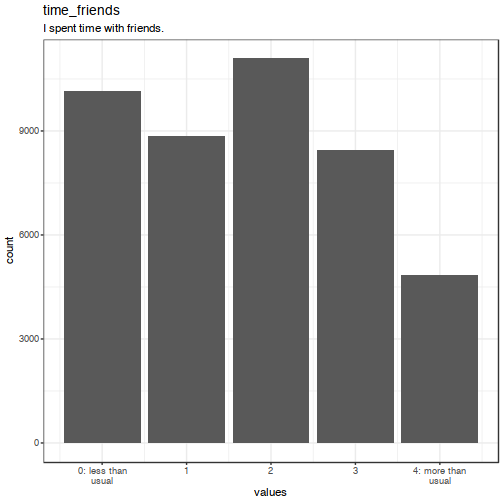 time_friends
I spent time with friends.
count
9000
6000
3000
0
0: less than
usual
1
2
3
4: more than
usual
values